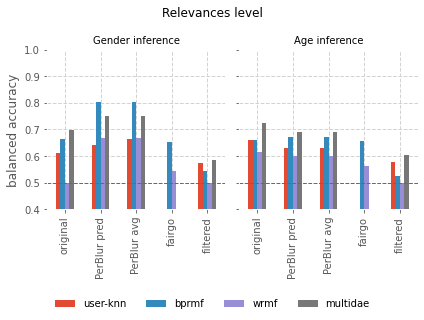 Relevances level
Gender inference
Age inference
balanced accuracy
1.0
0.9
0.8
0.7
0.6
0.5
0.4
original
PerBlur pred
PerBlur avg
fairgo
filtered
original
PerBlur pred
PerBlur avg
fairgo
filtered
user-knn bprmf wrmf multidae